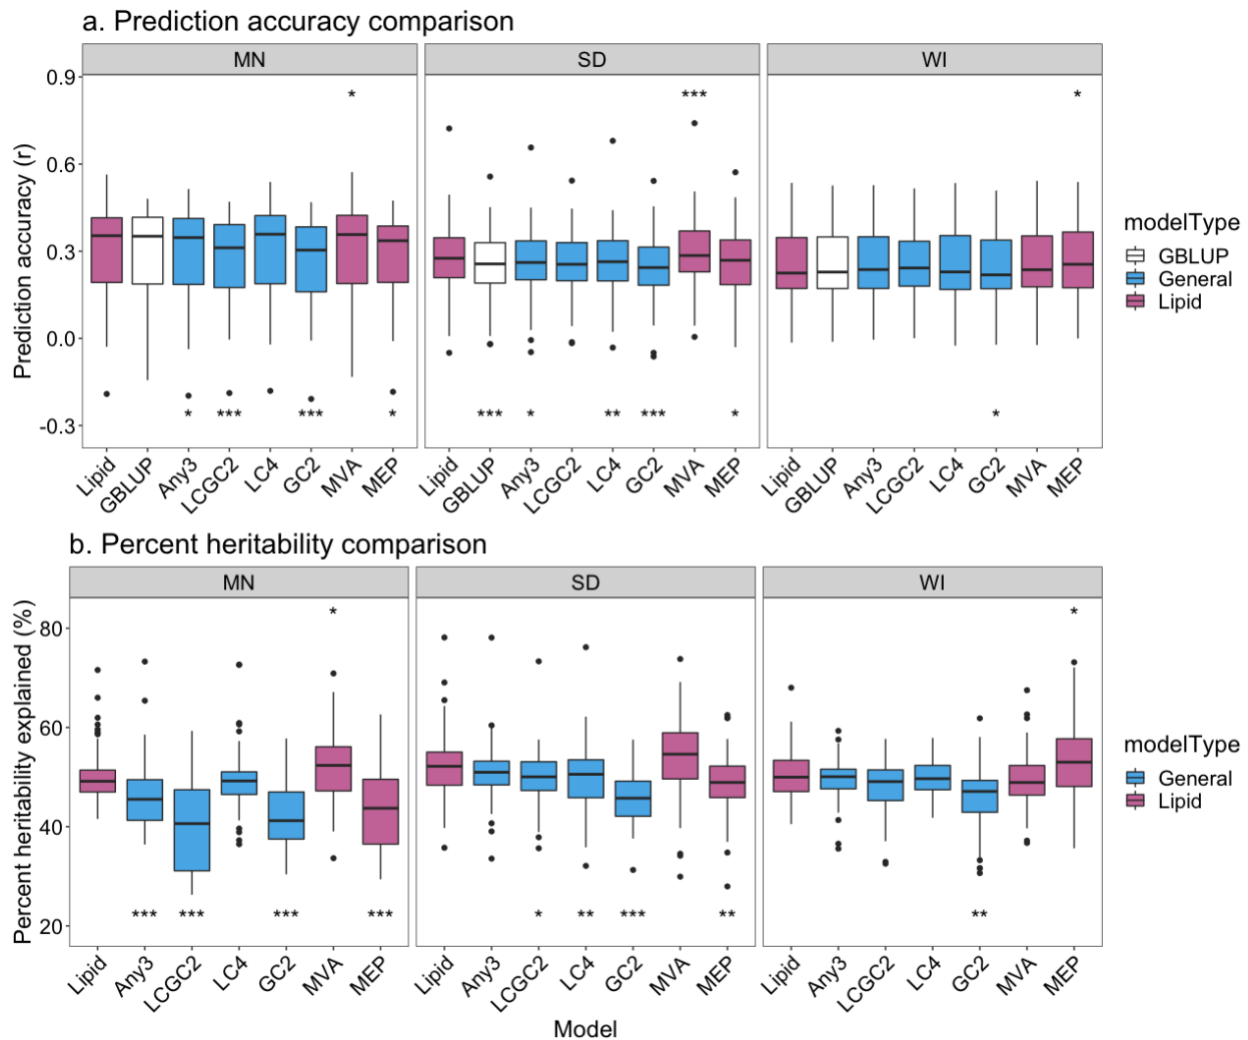 a. Prediction accuracy comparison
MN SD WI
0.9
0.6
0.3
0.0
-0.3
Prediction accuracy (r)
* *** *
* *** *** * *** * ** *** * *
Lipid GBLUP Any3 LCGC2 LC4 GC2 MVA MEP Lipid GBLUP Any3 LCGC2 LC4 GC2 MVA MEP Lipid GBLUP Any3 LCGC2 LC4 GC2 MVA MEP
modelType
GBLUP
General
Lipid
b. Percent heritability comparison
MN SD WI
80
60
40
20
Percent heritability explained (%)
* *
*** *** *** *** * ** *** ** **
Lipid Any3 LCGC2 LC4 GC2 MVA MEP Lipid Any3 LCGC2 LC4 GC2 MVA MEP Lipid Any3 LCGC2 LC4 GC2 MVA MEP
Model
modelType
General
Lipid